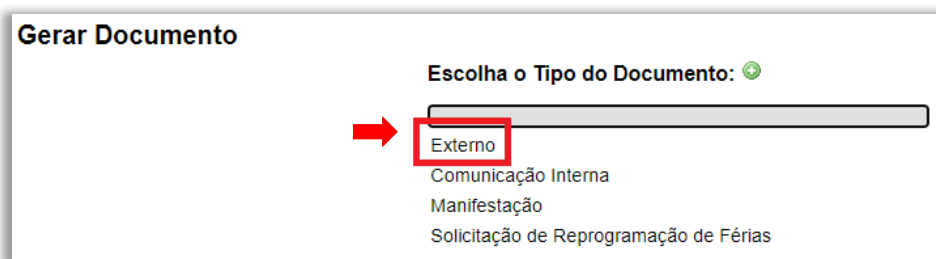 Gerar Documento
Escolha o Tipo do Documento:
Externo
Comunicação Interna
Manifestação
Solicitação de Reprogramação de Férias